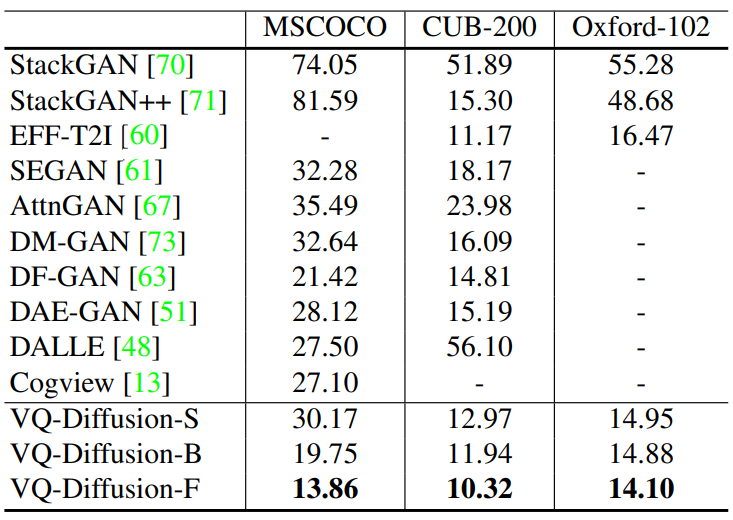 MSCOCO CUB-200 Oxford-102
StackGAN [70] 74.05 51.89 55.28
StackGAN++ [71] 81.59 15.30 48.68
EFF-T2I [60] - 11.17 16.47
SEGAN [61] 32.28 18.17 -
AttnGAN [67] 35.49 23.98 -
DM-GAN [73] 32.64 16.09 -
DF-GAN [63] 21.42 14.81 -
DAE-GAN [51] 28.12 15.19 -
DALLE [48] 27.50 56.10 -
Cogview [13] 27.10 - -
VQ-Diffusion-S 30.17 12.97 14.95
VQ-Diffusion-B 19.75 11.94 14.88
VQ-Diffusion-F 13.86 10.32 14.10